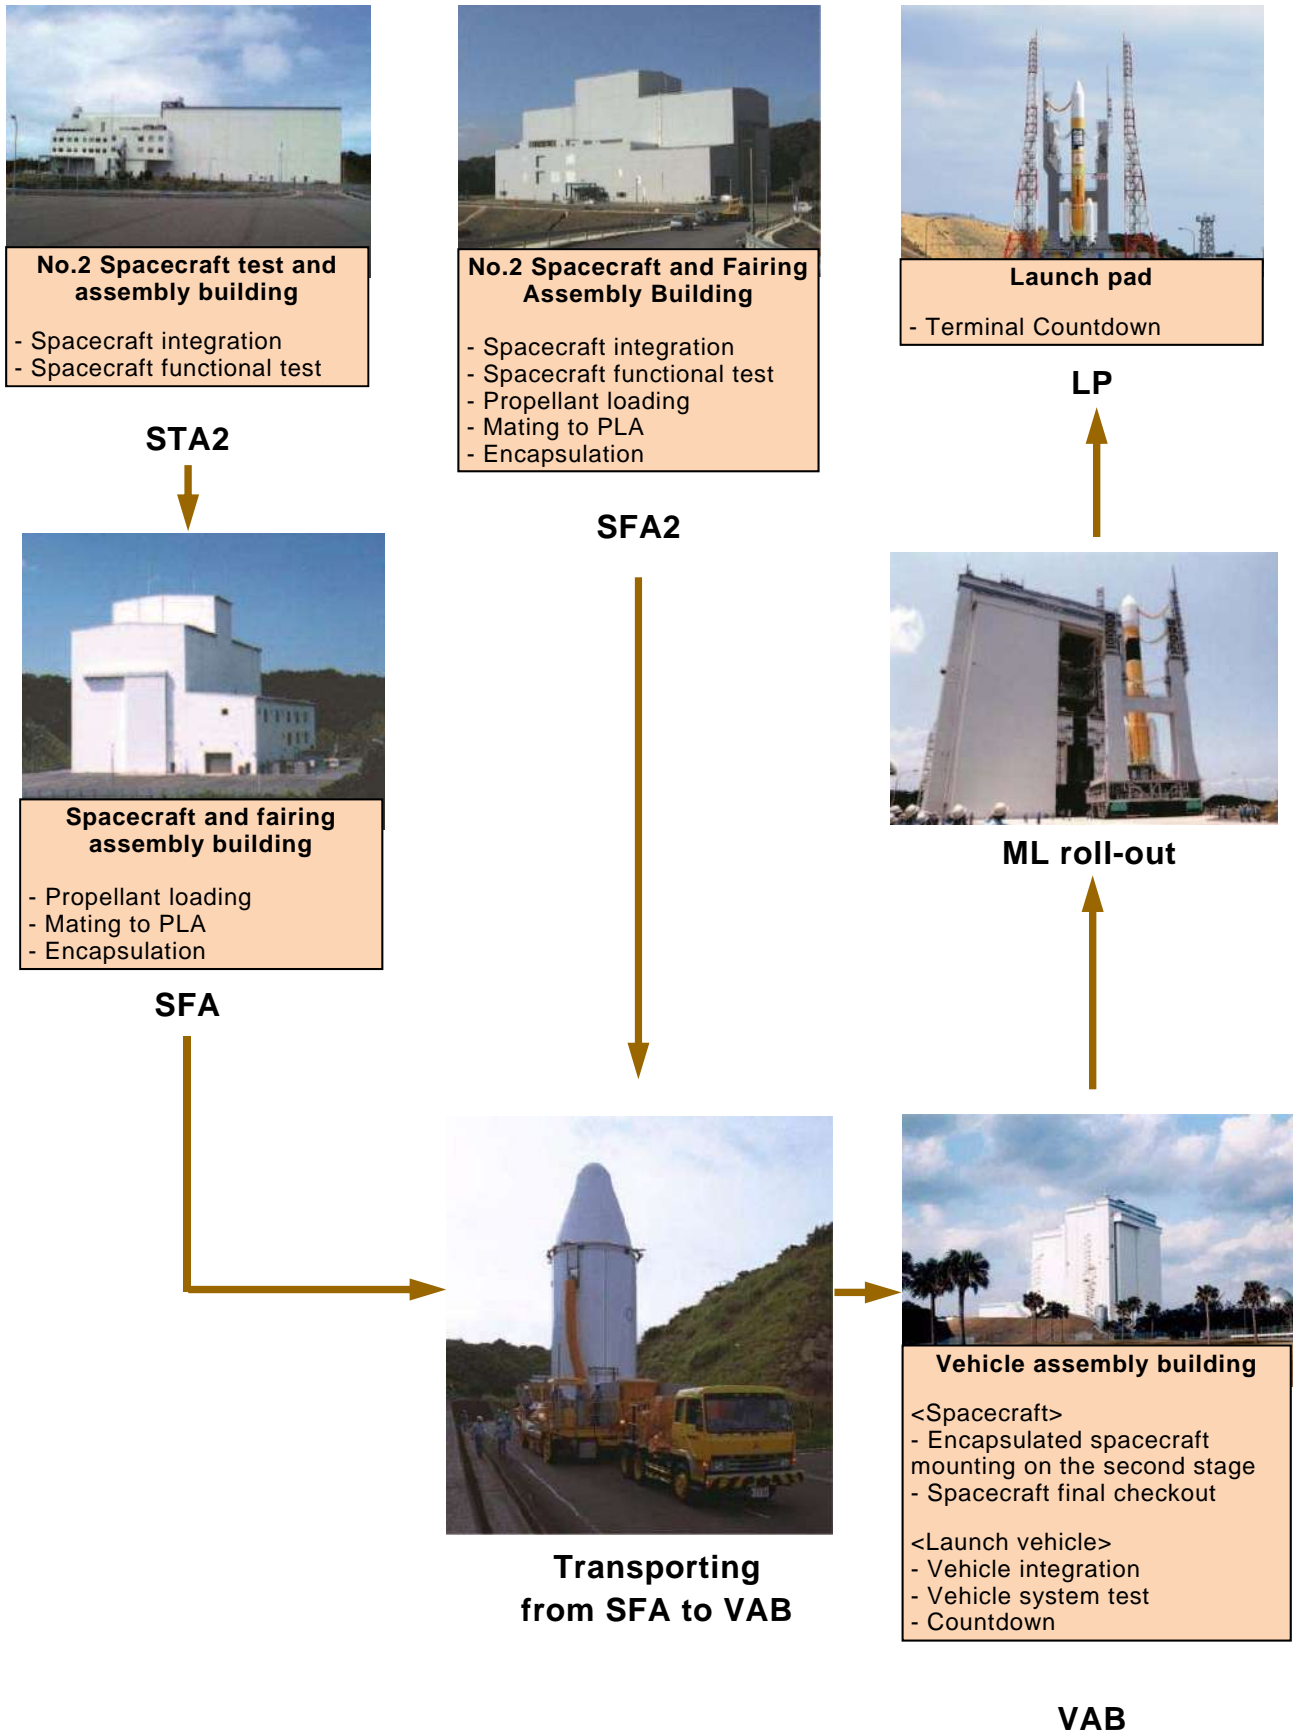 No.2 Spacecraft test and
assembly building
- Spacecraft integration
- Spacecraft functional test
STA2
No.2 Spacecraft and Fairing
Assembly Building
- Spacecraft integration
- Spacecraft functional test
- Propellant loading
- Mating to PLA
- Encapsulation
SFA2
Launch pad
- Terminal Countdown
LP
Spacecraft and fairing
assembly building
- Propellant loading
- Mating to PLA
- Encapsulation
SFA
ML roll-out
Transporting
from SFA to VAB
Vehicle assembly building
<Spacecraft>
- Encapsulated spacecraft
mounting on the second stage
- Spacecraft final checkout
<Launch vehicle>
- Vehicle integration
- Vehicle system test
- Countdown
VAB